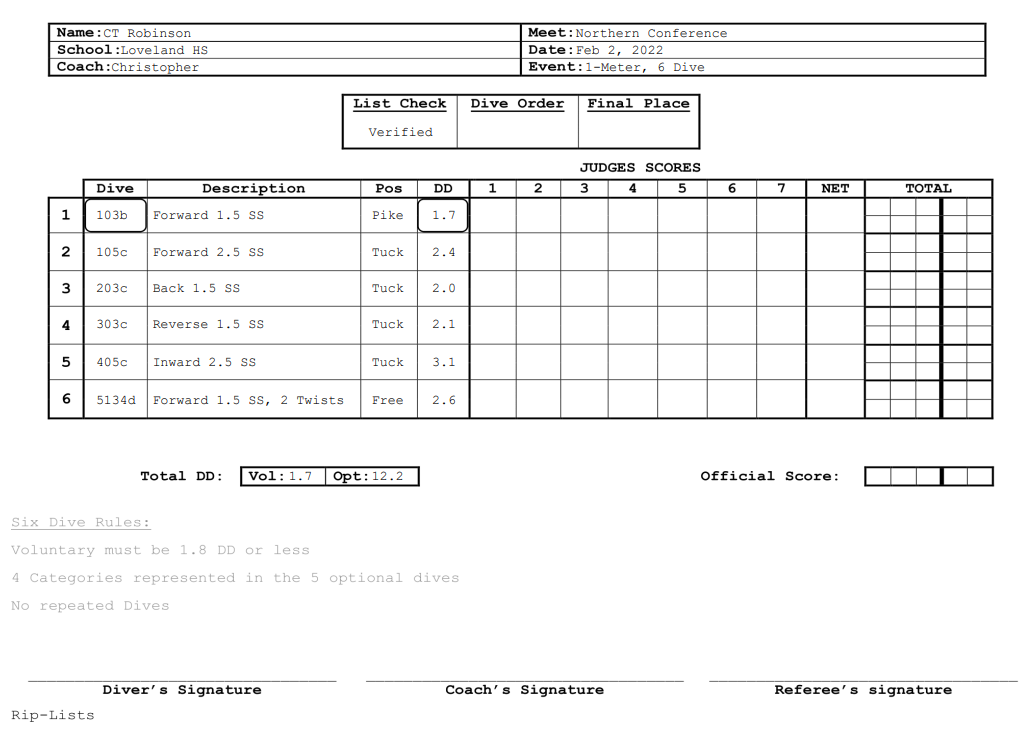 Name:CT Robinson Meet:Northern Conference
School:Loveland HS Date:Feb 2, 2022
Coach:Christopher Event:1-Meter, 6 Dive
List Check Dive Order Final Place
Verified
JUDGES SCORES
Dive Description Pos DD 1 2 3 4 5 6 7 NET TOTAL
1 103b Forward 1.5 SS Pike 1.7
2 105c Forward 2.5 SS Tuck 2.4
3 203c Back 1.5 SS Tuck 2.0
4 303c Reverse 1.5 SS Tuck 2.1
5 405c Inward 2.5 SS Tuck 3.1
6 5134d Forward 1.5 SS, 2 Twists Free 2.6
Total DD: Vol:1.7 Opt:12.2 Official Score:
Six Dive Rules:
Voluntary must be 1.8 DD or less
4 Categories represented in the 5 optional dives
No repeated Dives
Diver's Signature Coach's Signature Referee's signature
Rip-Lists